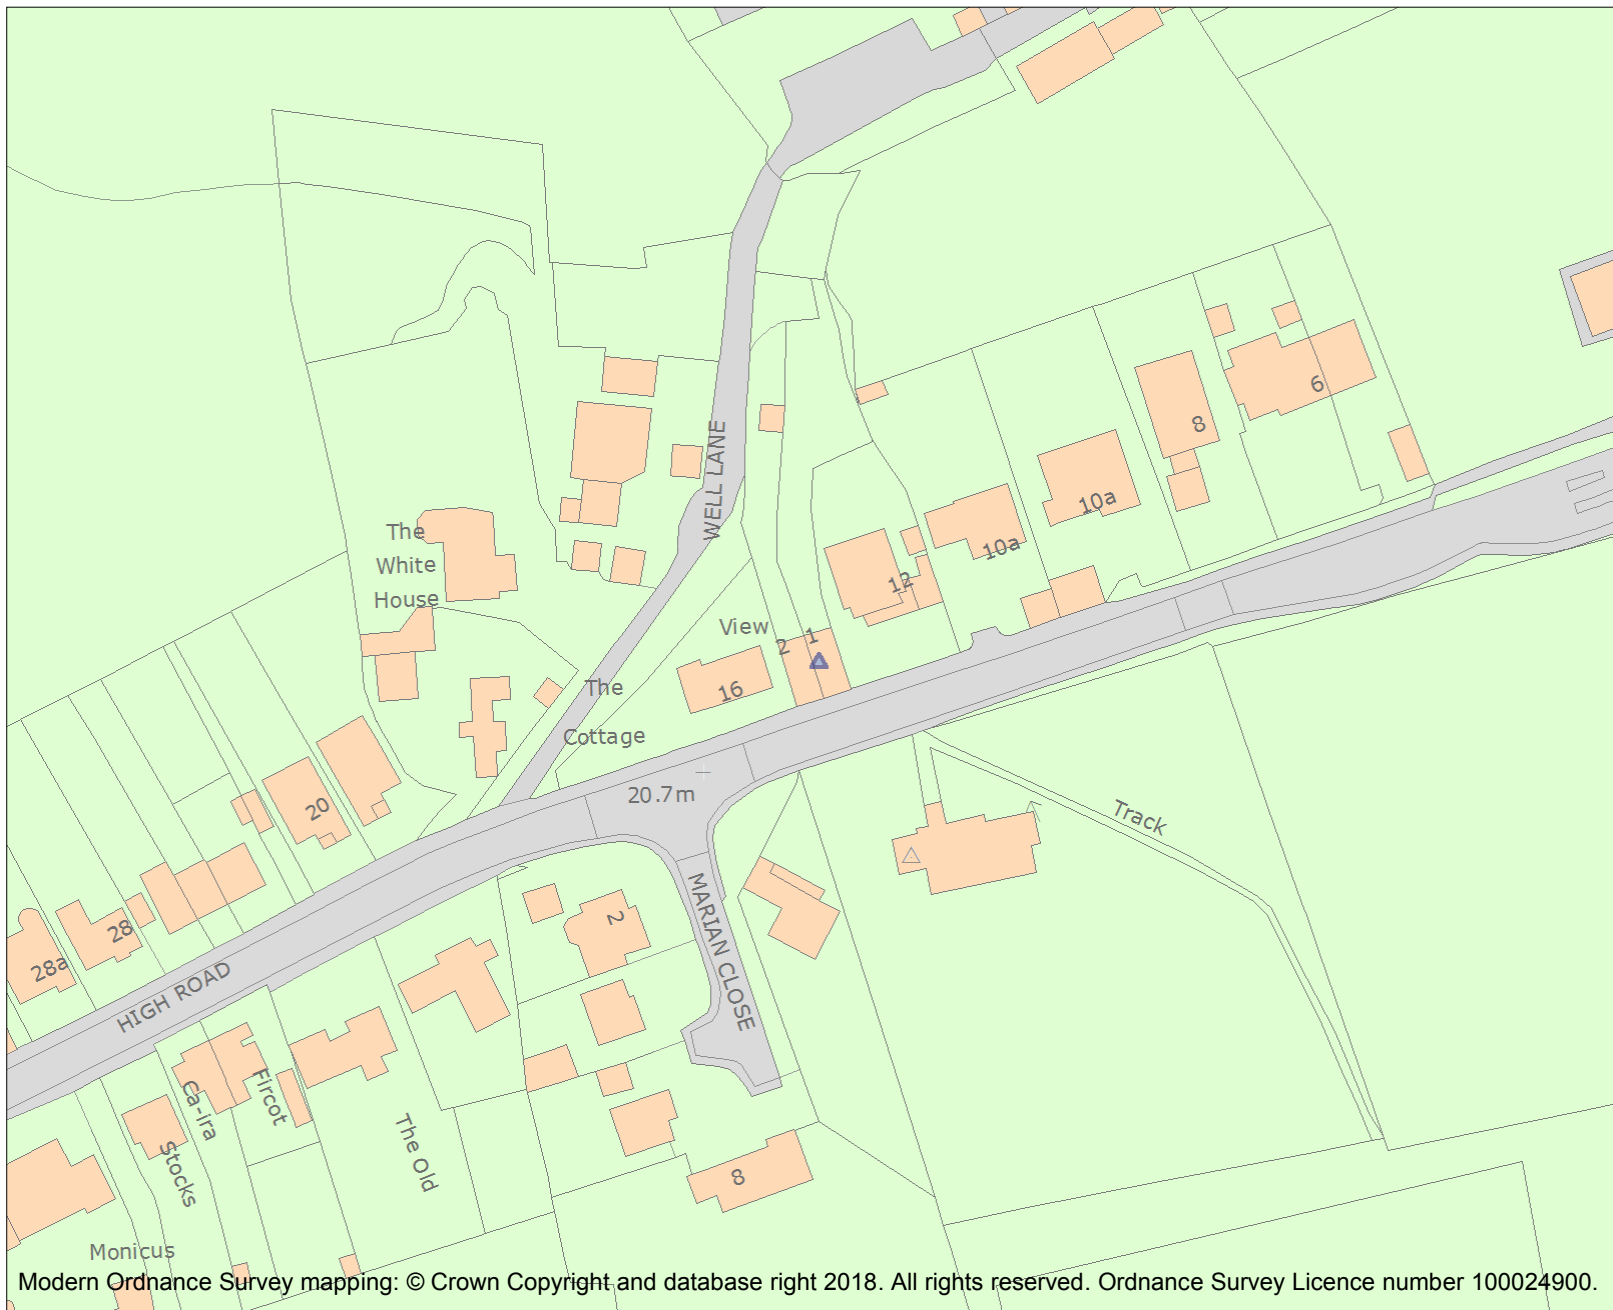 WELL LANE
6
8
10a
10a
The
White
House
12
View
2 1
16
The
Cottage
20.7m
20
Track
28
28a
2
MARIAN CLOSE
HIGH ROAD
Ca-ira
Fircot
The Old
Stocks
8
Monicus
Modern Ordnance Survey mapping: © Crown Copyright and database right 2018. All rights reserved. Ordnance Survey Licence number 100024900.